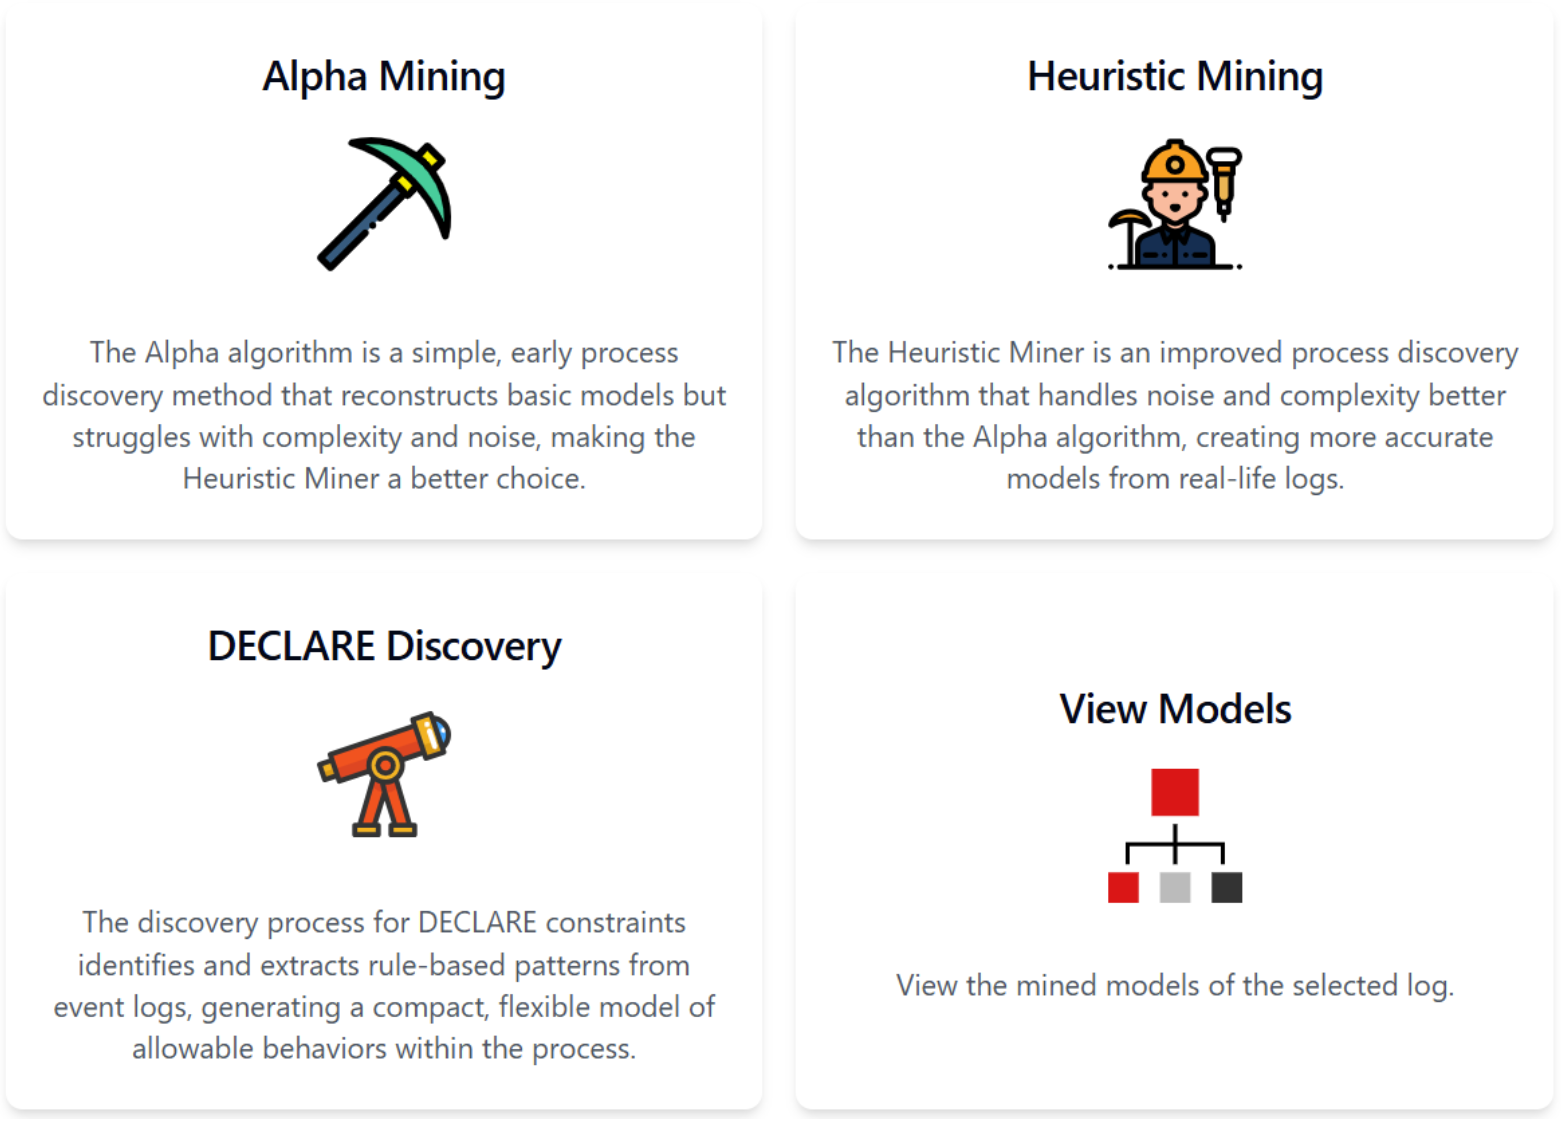 Alpha Mining
The Alpha algorithm is a simple, early process
discovery method that reconstructs basic models but
struggles with complexity and noise, making the
Heuristic Miner a better choice.
Heuristic Mining
The Heuristic Miner is an improved process discovery
algorithm that handles noise and complexity better
than the Alpha algorithm, creating more accurate
models from real-life logs.
DECLARE Discovery
The discovery process for DECLARE constraints
identifies and extracts rule-based patterns from
event logs, generating a compact, flexible model of
allowable behaviors within the process.
View Models
View the mined models of the selected log.